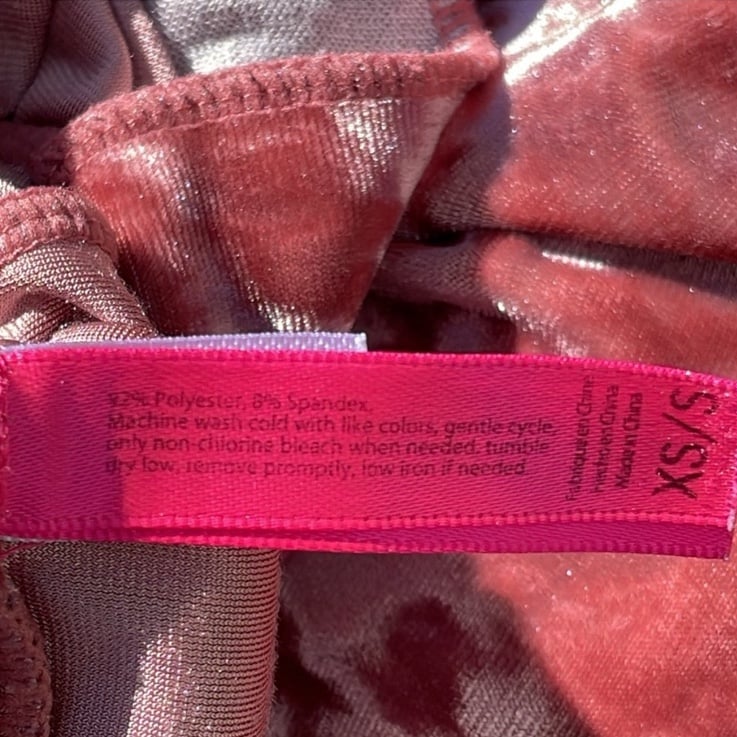 92% Polyester, 8% Spandex.
Machine wash cold with like colors, gentle cycle,
only non-chlorine bleach when needed, tumble
dry low, remove promptly, low iron if needed.
Fabriqué en Chine
Hecho en China
Made in China
XS/S